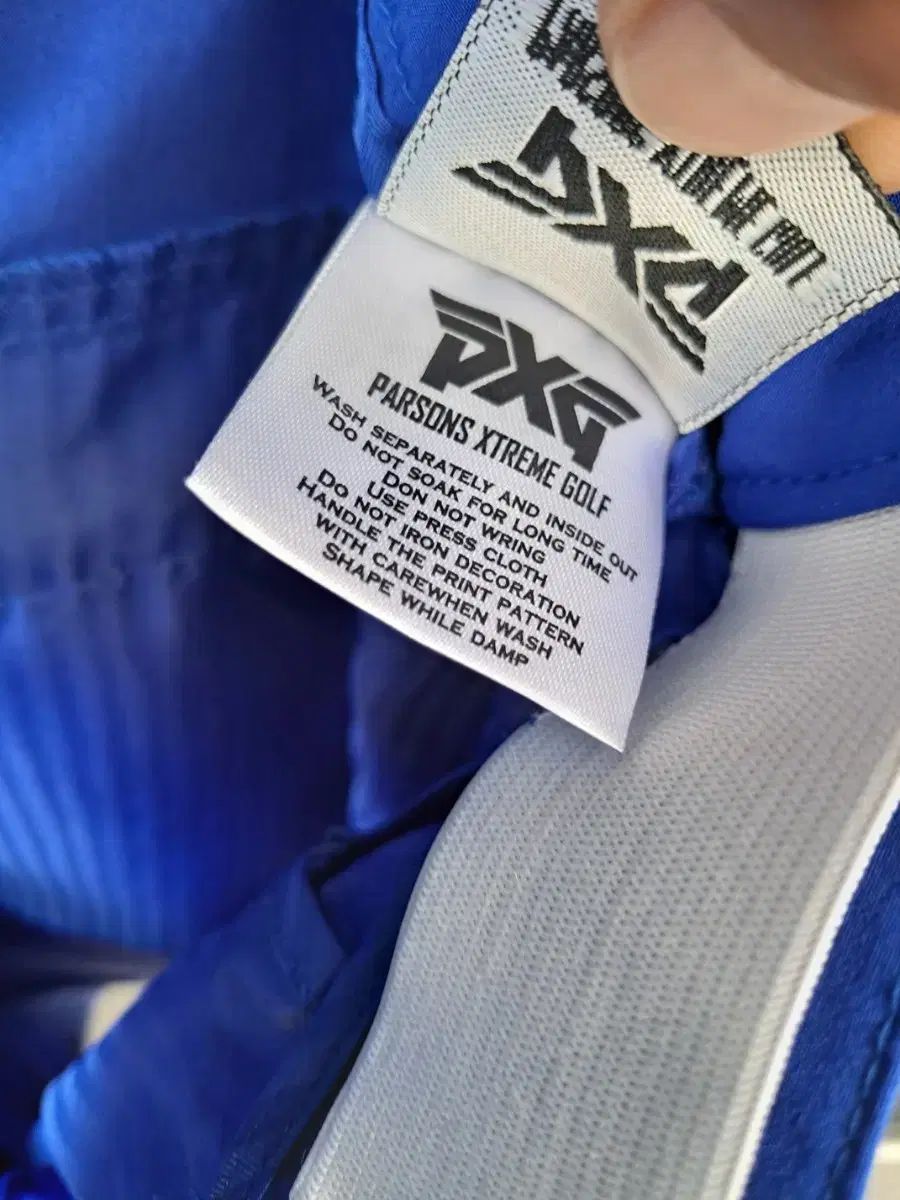 PXG
PXG
PARSONS XTREME GOLF
WASH SEPARATELY AND INSIDE OUT
DO NOT SOAK FOR LONG TIME
DON NOT WRING
USE PRESS CLOTH
DO NOT IRON DECORATION
HANDLE THE PRINT PATTERN
WITH CAREWHEN WASH
SHAPE WHILE DAMP